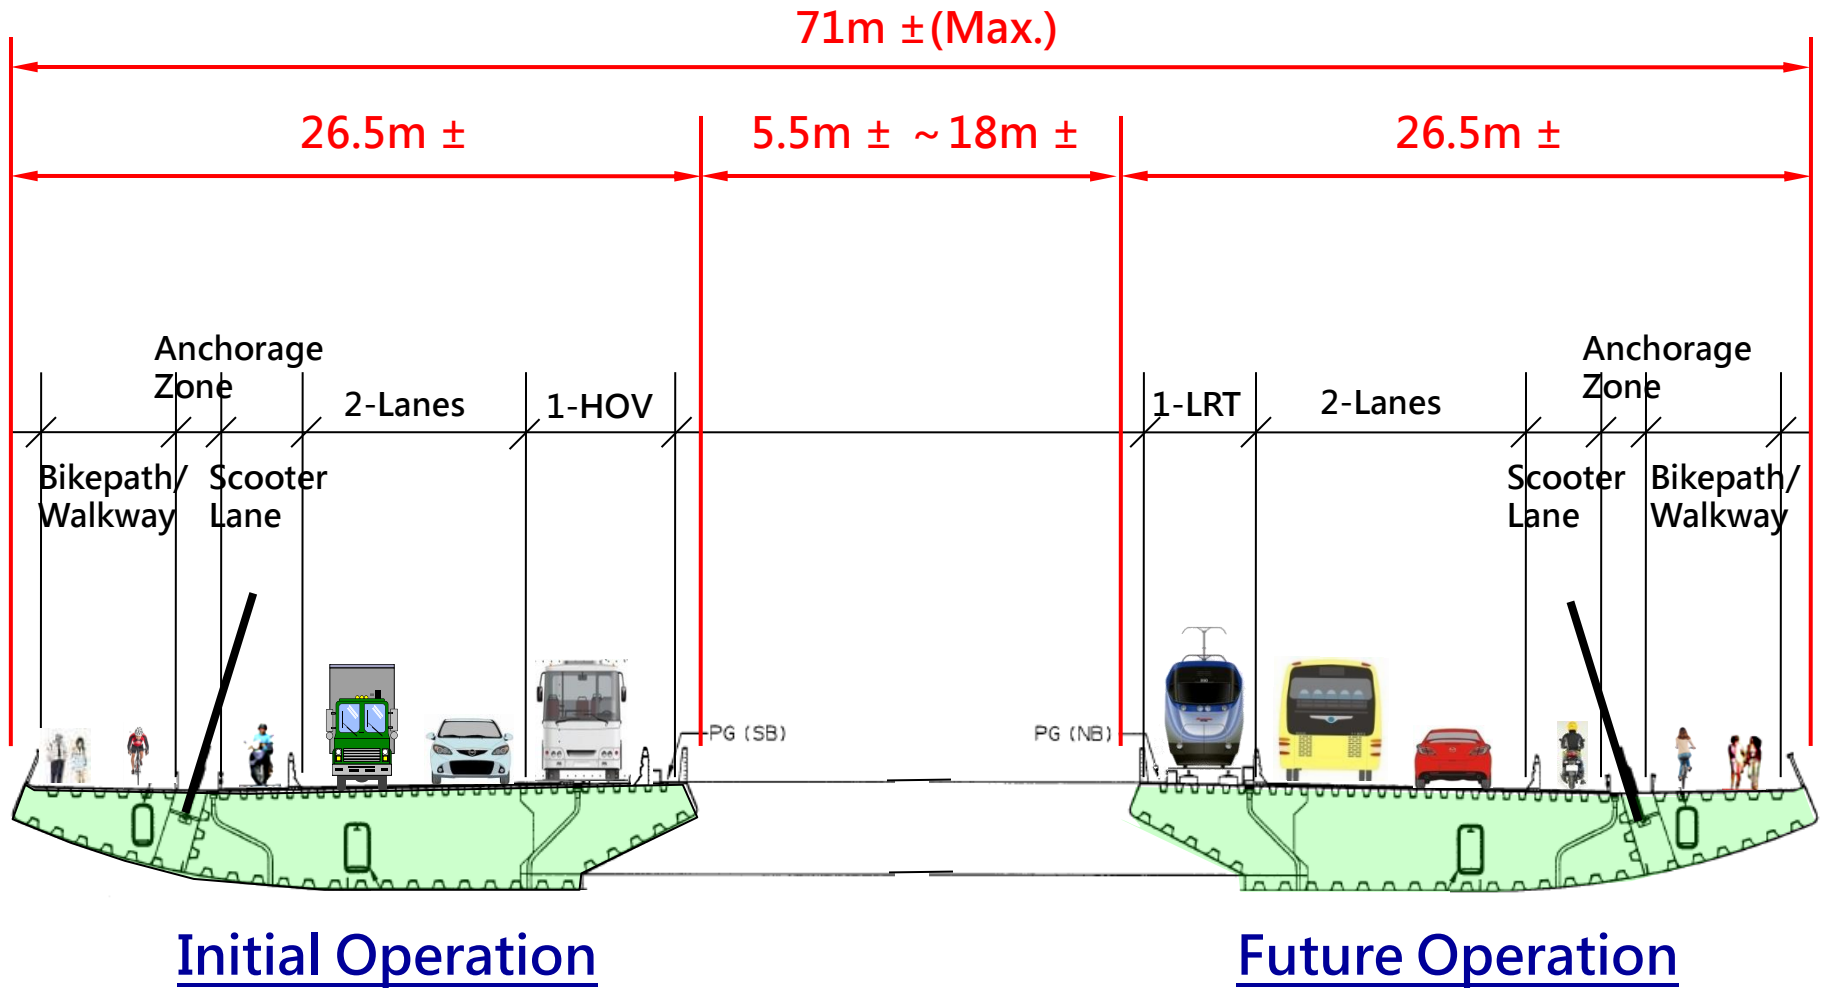 71m ±(Max.)
26.5m ±
5.5m ± ~18m ±
26.5m ±
Anchorage
Zone
2-Lanes
1-HOV
1-LRT
2-Lanes
Anchorage
Zone
Bikepath/
Walkway
Scooter
Lane
Scooter
Lane
Bikepath/
Walkway
PG (SB)
PG (NB)
Initial Operation
Future Operation